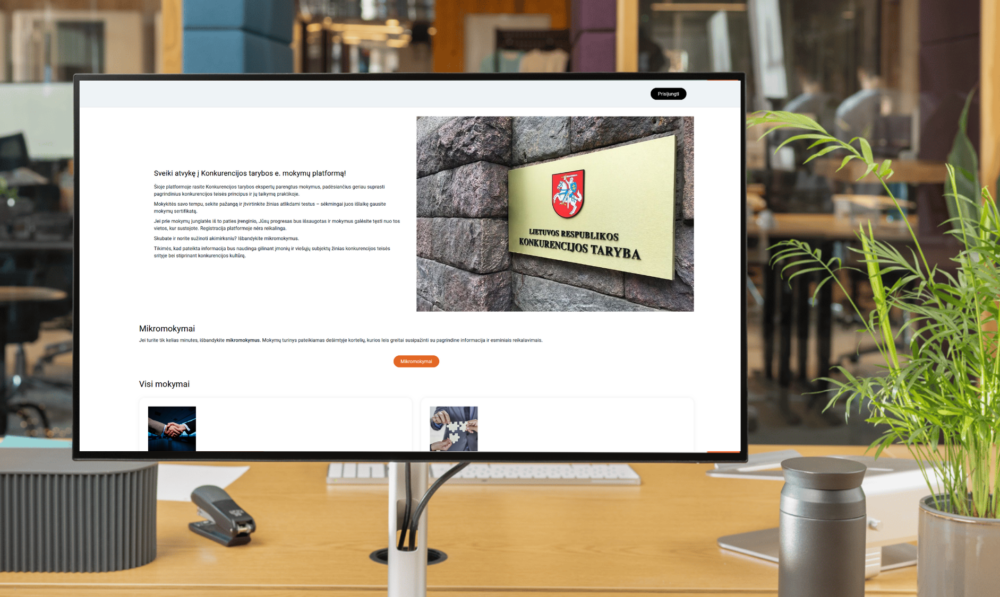 Prisijungti
Sveiki atvykę į Konkurencijos tarybos e. mokymų platformą!
Šioje platformoje rasite Konkurencijos tarybos ekspertų parengtus mokymus, padėsiančius geriau suprasti
pagrindinius konkurencijos teisės principus ir jų taikymą praktikoje.
Mokykitės savo tempu, sekite pažangą ir įtvirtinkite žinias atlikdami testus – sėkmingai juos išlaikę gausite
mokymų sertifikatą.
Jei prie mokymų jungiatės iš to paties įrenginio, Jūsų progresas bus išsaugotas ir mokymus galėsite tęsti nuo tos
vietos, kur sustojote. Registracija platformoje nėra reikalinga.
Skubate ir norite sužinoti akimirksniu? Išbandykite mikromokymus.
Tikimės, kad pateikta informacija bus naudinga gilinant įmonių ir viešųjų subjektų žinias konkurencijos teisės
srityje bei stiprinant konkurencijos kultūrą.
LIETUVOS RESPUBLIKOS
KONKURENCIJOS TARYBA
Mikromokymai
Jei turite tik kelias minutes, išbandykite mikromokymus. Mokymų turinys pateikiamas dešimtyje kortelių, kurios leis greitai susipažinti su pagrindine informacija ir esminiais reikalavimais.
Mikromokymai
Visi mokymai